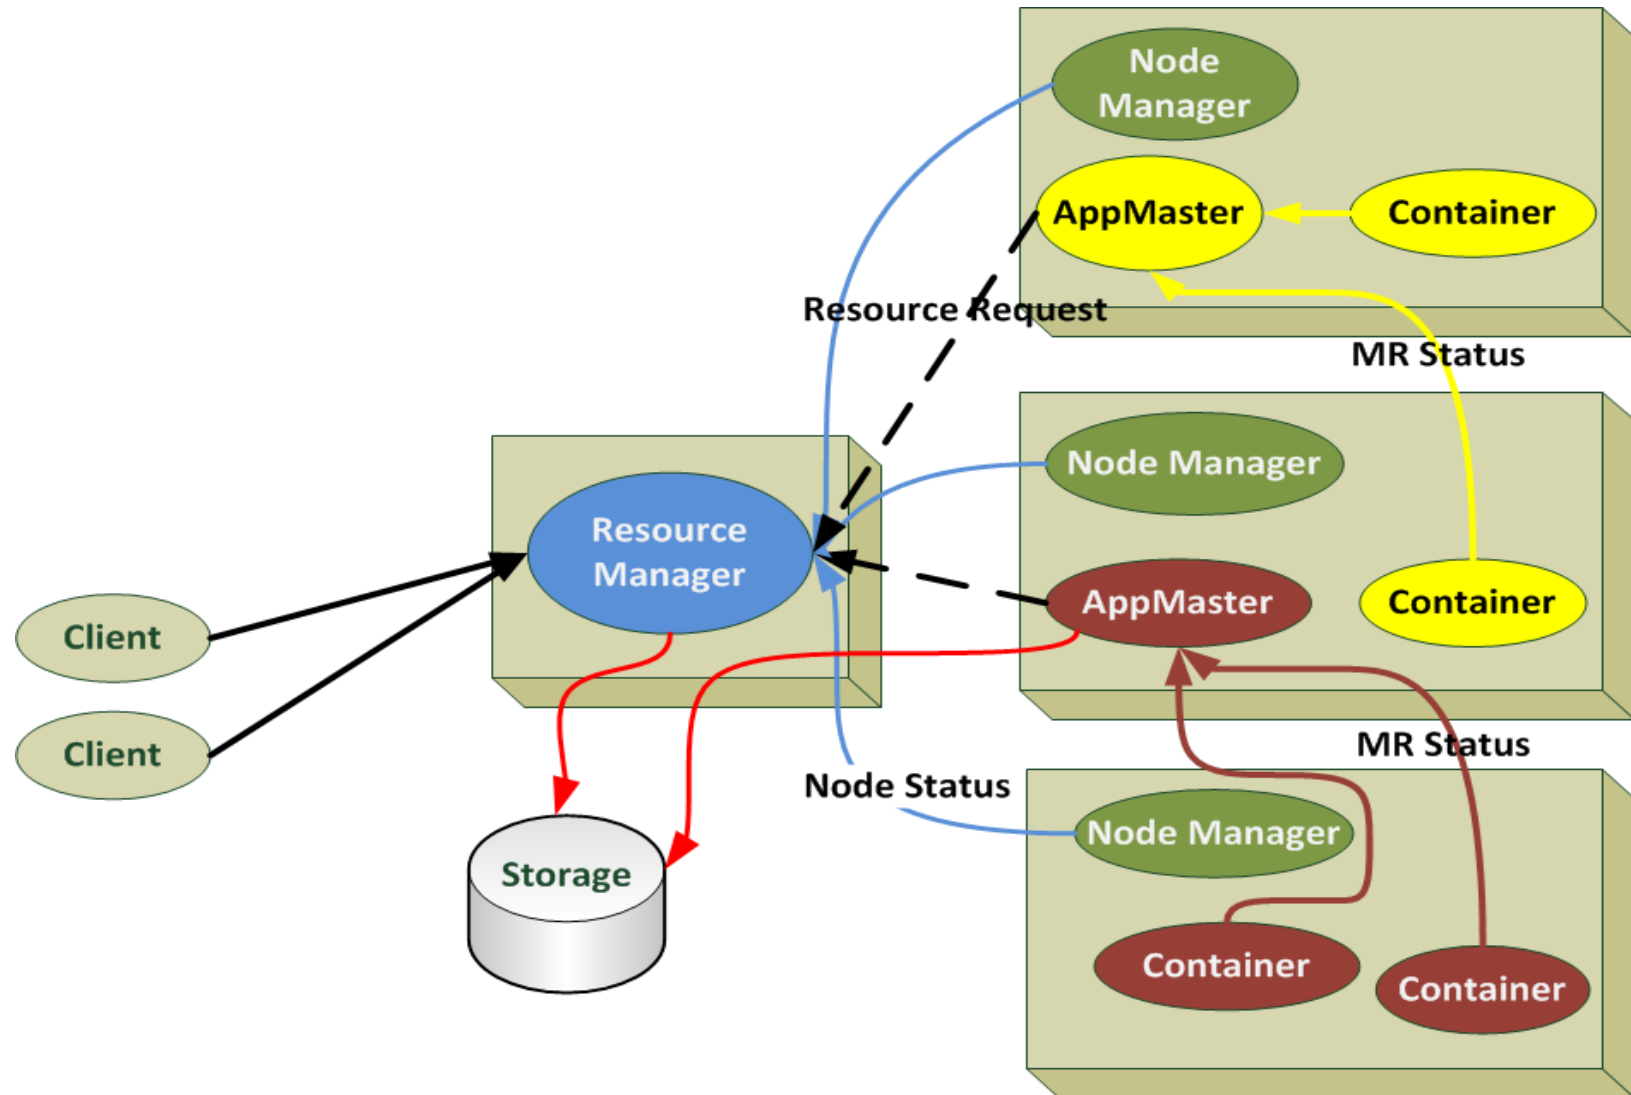 Node
Manager
AppMaster
Container
Resource Request
MR Status
Node Manager
Resource
Manager
AppMaster
Container
Client
Client
MR Status
Node Status
Node Manager
Storage
Container
Container